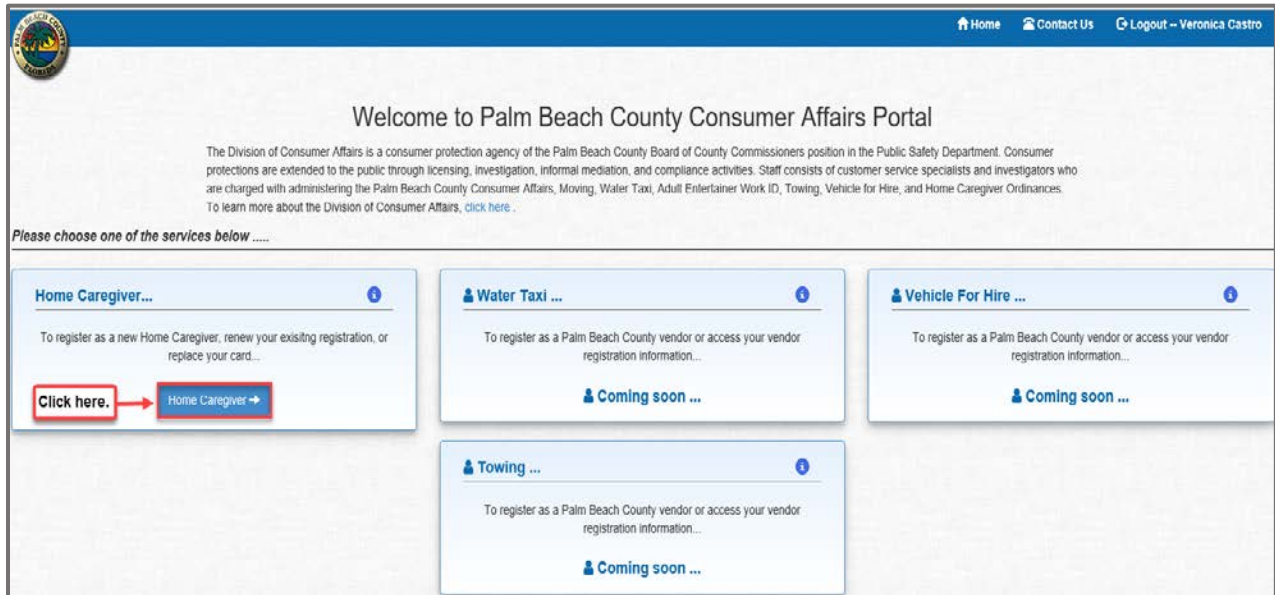 Home Contact Us Logout -- Veronica Castro
PALM BEACH COUNTY
FLORIDA
Welcome to Palm Beach County Consumer Affairs Portal
The Division of Consumer Affairs is a consumer protection agency of the Palm Beach County Board of County Commissioners position in the Public Safety Department. Consumer
protections are extended to the public through licensing, investigation, informal mediation, and compliance activities. Staff consists of customer service specialists and investigators who
are charged with administering the Palm Beach County Consumer Affairs, Moving, Water Taxi, Adult Entertainer Work ID, Towing, Vehicle for Hire, and Home Caregiver Ordinances.
To learn more about the Division of Consumer Affairs, click here .
Please choose one of the services below .....
Home Caregiver...
To register as a new Home Caregiver, renew your exisitng registration, or
replace your card...
Click here.
Home Caregiver
Water Taxi ...
To register as a Palm Beach County vendor or access your vendor
registration information...
Coming soon ...
Vehicle For Hire ...
To register as a Palm Beach County vendor or access your vendor
registration information...
Coming soon ...
Towing ...
To register as a Palm Beach County vendor or access your vendor
registration information...
Coming soon ...